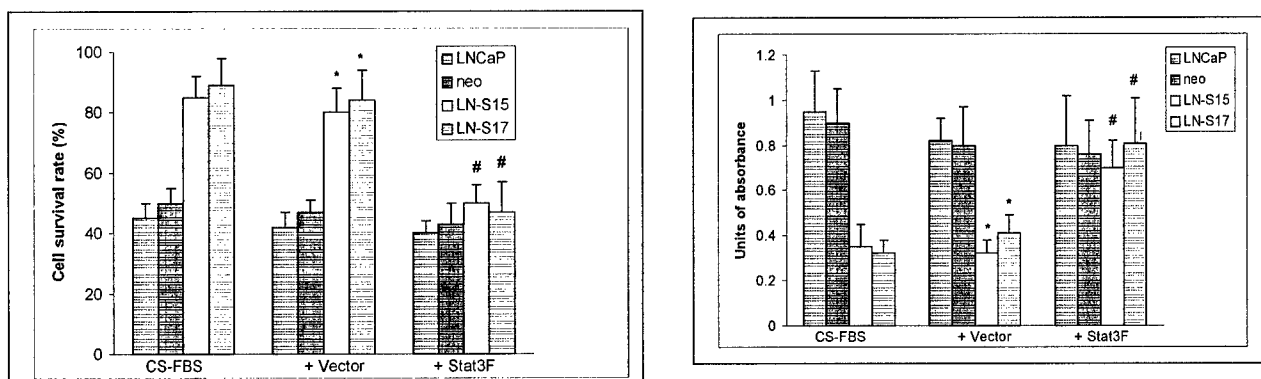 100
80
60
40
20
0
Cell survival rate (%)
* *
# #
LNCaP
neo
LN-S15
LN-S17
CS-FBS + Vector + Stat3F
1.2
1
0.8
0.6
0.4
0.2
0
Units of absorbance
* *
# #
LNCaP
neo
LN-S15
LN-S17
CS-FBS + Vector + Stat3F